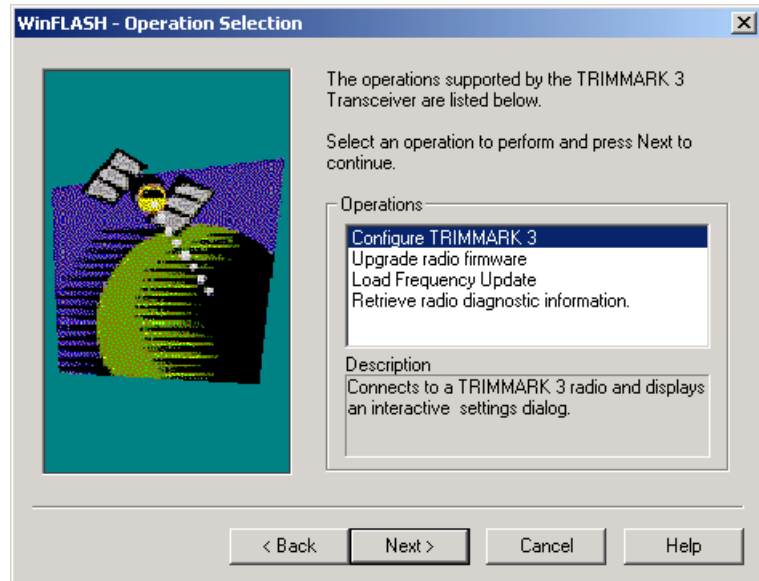 WinFLASH - Operation Selection
The operations supported by the TRIMMARK 3
Transceiver are listed below.
Select an operation to perform and press Next to
continue.
Operations
Configure TRIMMARK 3
Upgrade radio firmware
Load Frequency Update
Retrieve radio diagnostic information.
Description
Connects to a TRIMMARK 3 radio and displays
an interactive settings dialog.
< Back
Next >
Cancel
Help